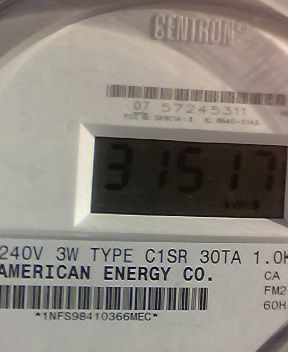 CENTRON®
07 57245311
31517
kWh
240V 3W TYPE C1SR 30TA 1.0K
AMERICAN ENERGY CO.
CA
FM2
60H
*1NFS98410366MEC*